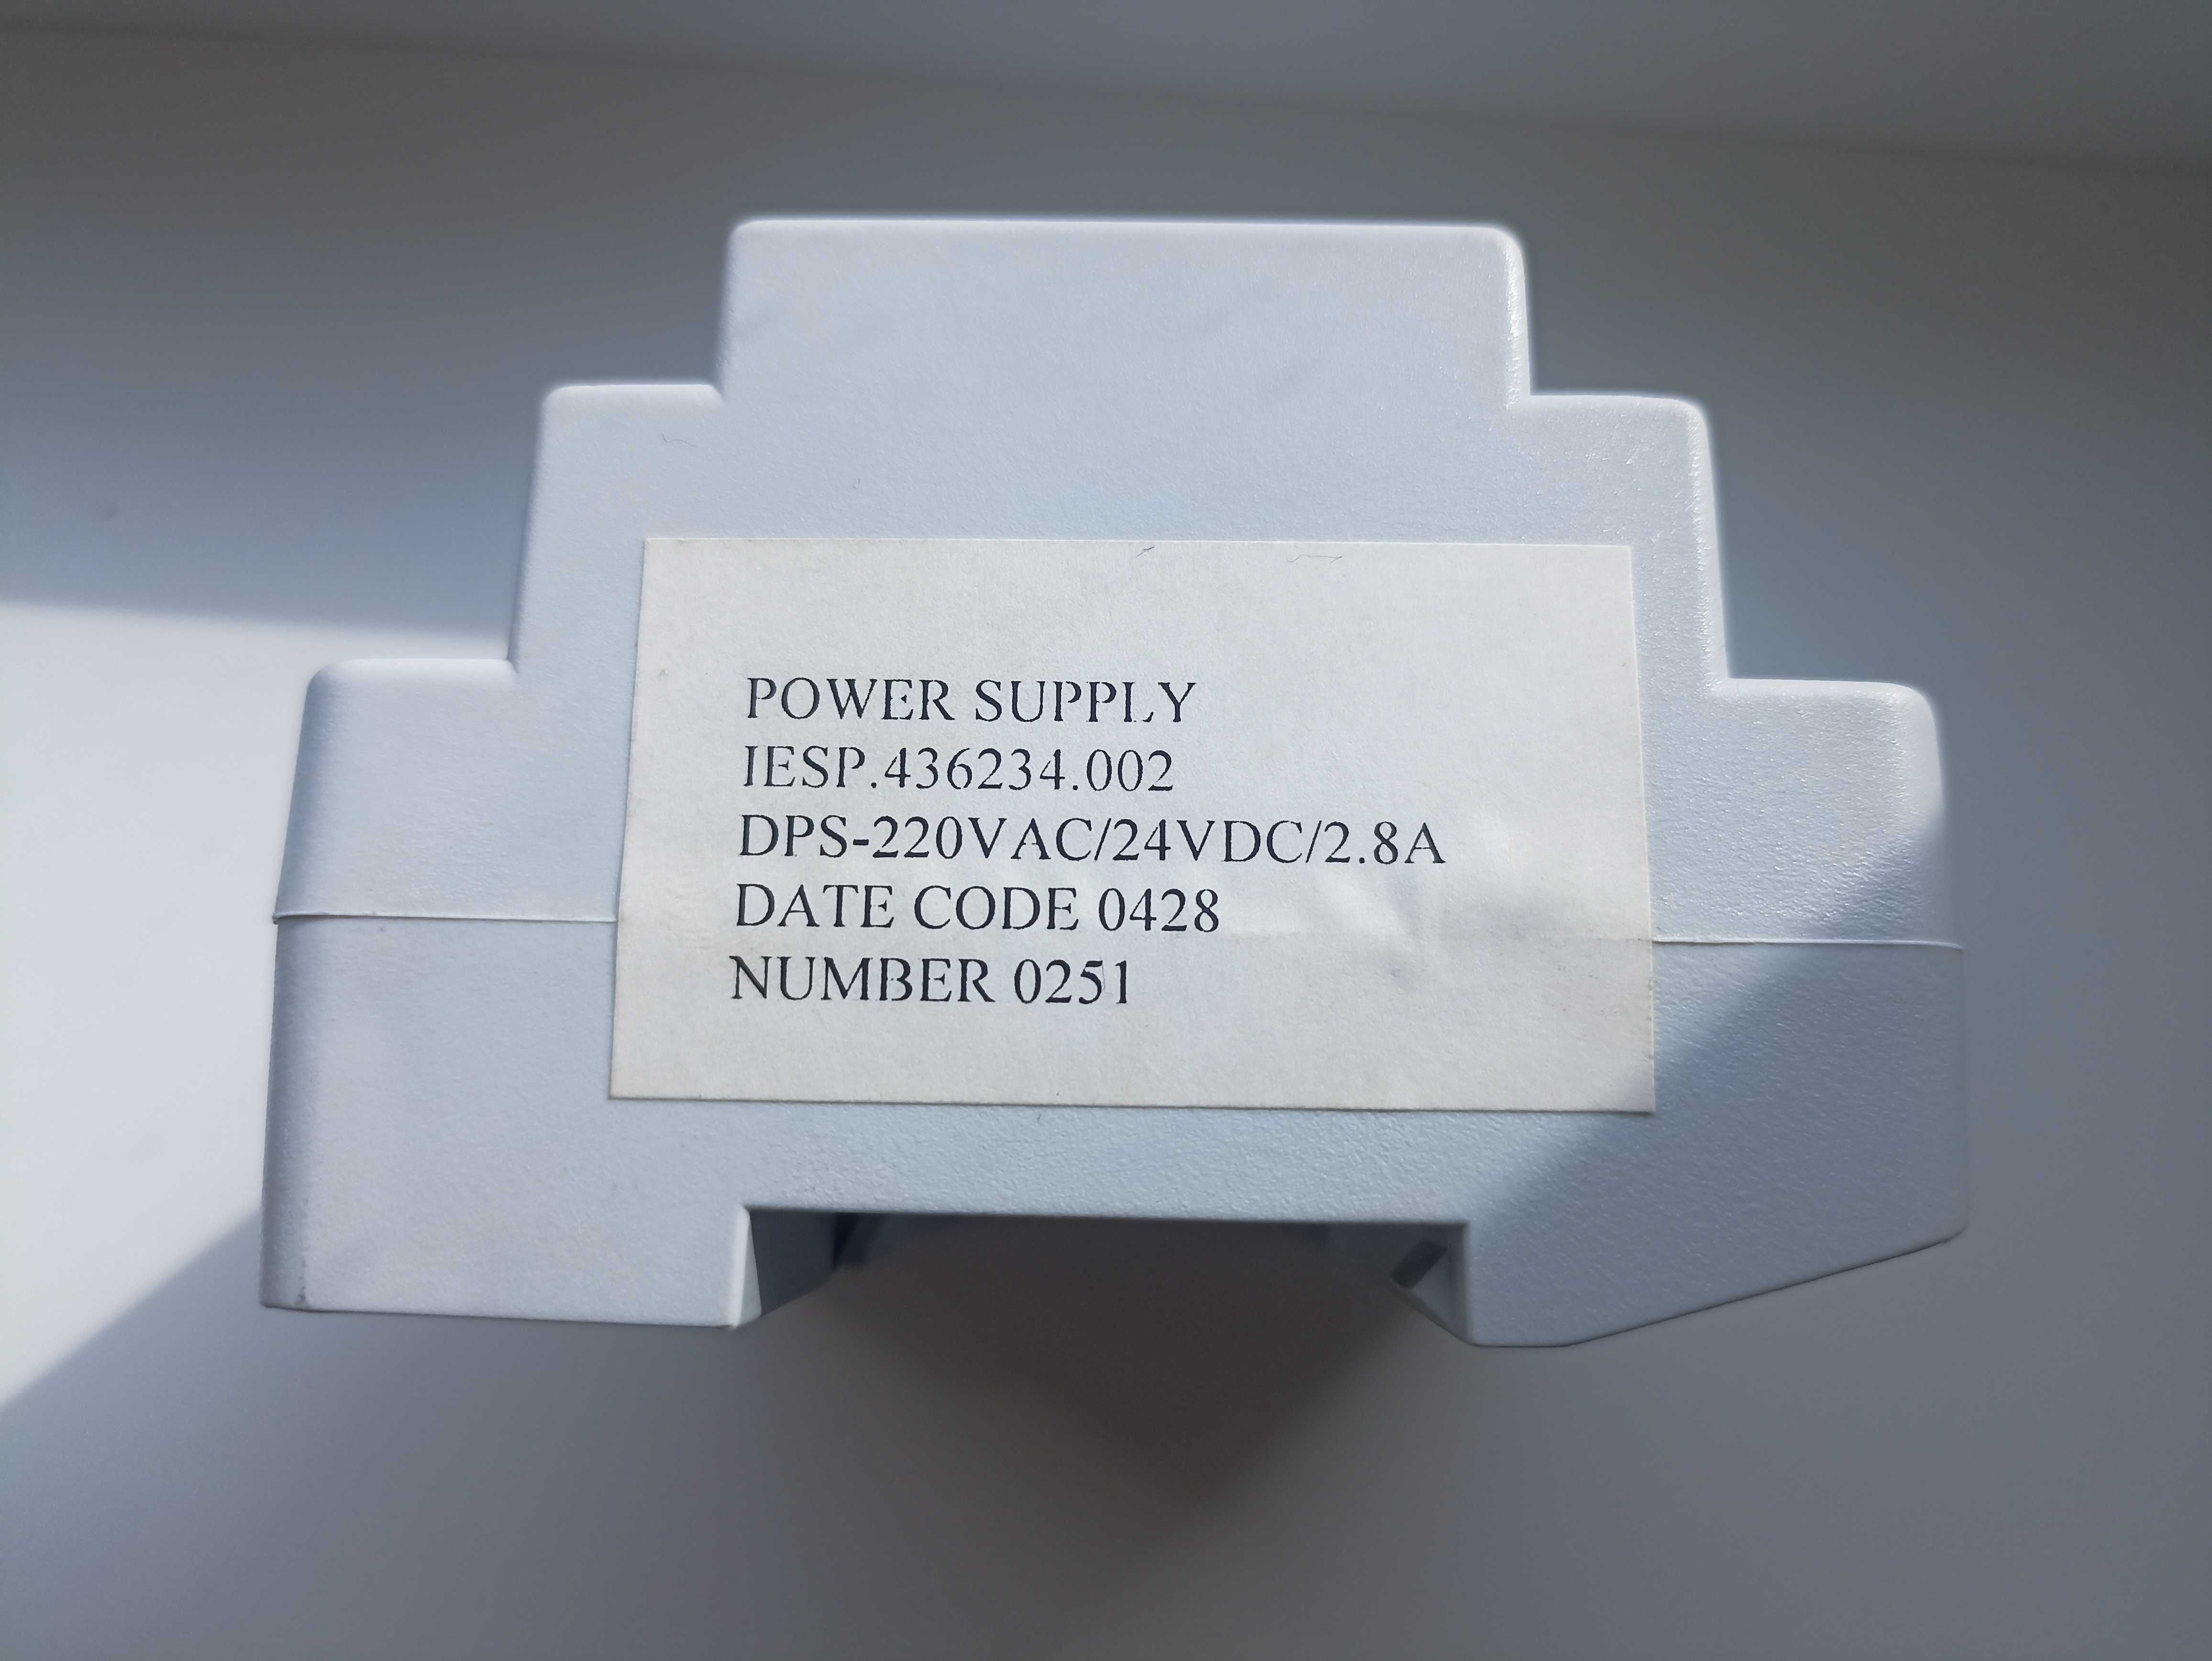 POWER SUPPLY
IESP.436234.002
DPS-220VAC/24VDC/2.8A
DATE CODE 0428
NUMBER 0251